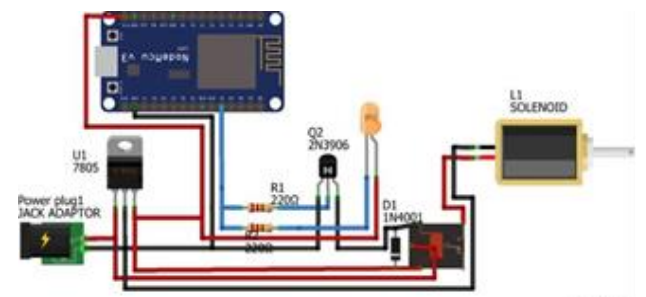 NodeMcu v3
Q2
2N3906
L1
SOLENOID
U1
7805
R1
220Ω
D1
1N4001
Power plug1
JACK ADAPTOR
220Ω